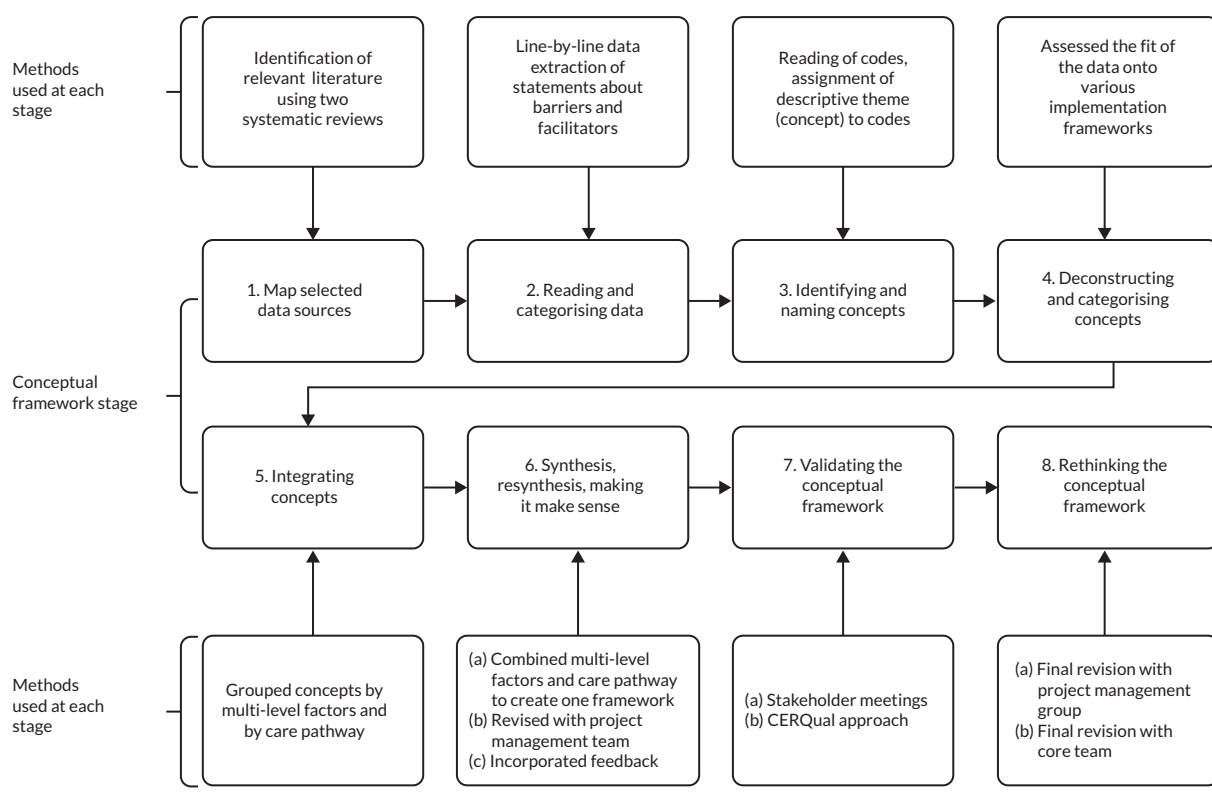 Methods
used at each
stage
Identification of
relevant literature
using two
systematic reviews
Line-by-line data
extraction of
statements about
barriers and
facilitators
Reading of codes,
assignment of
descriptive theme
(concept) to codes
Assessed the fit of
the data onto
various
implementation
frameworks
Conceptual
framework stage
1. Map selected
data sources
2. Reading and
categorising data
3. Identifying and
naming concepts
4. Deconstructing
and categorising
concepts
5. Integrating
concepts
6. Synthesis,
resynthesis, making
it make sense
7. Validating the
conceptual
framework
8. Rethinking the
conceptual
framework
Methods
used at each
stage
Grouped concepts by
multi-level factors and
by care pathway
(a) Combined multi-level
factors and care pathway
to create one framework
(b) Revised with project
management team
(c) Incorporated feedback
(a) Stakeholder meetings
(b) CERQual approach
(a) Final revision with
project management
group
(b) Final revision with
core team